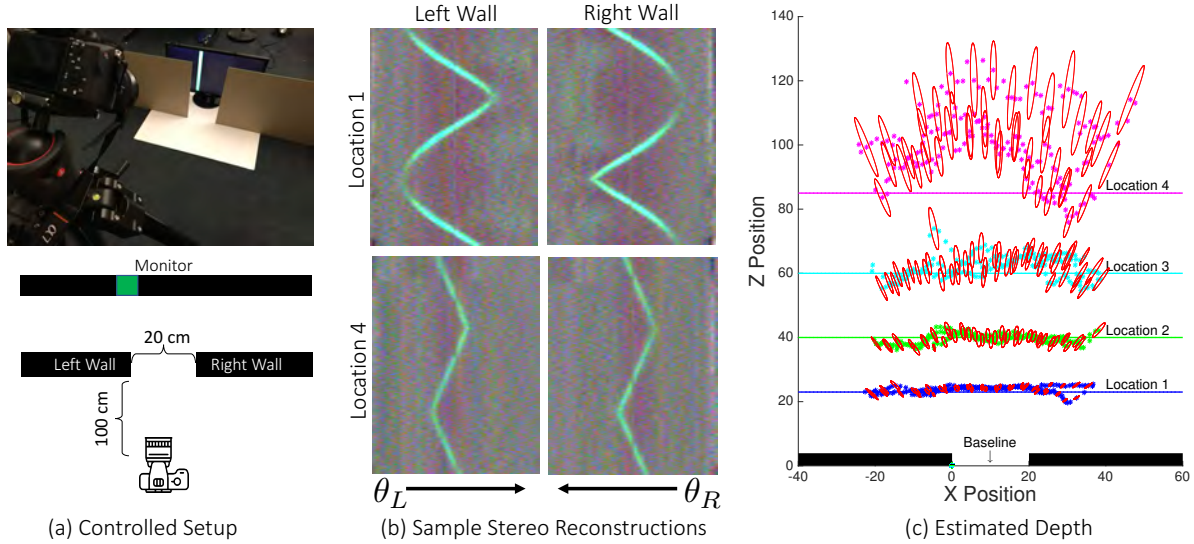 Left Wall
Right Wall
Location 1
Location 4
θL
θR
Monitor
20 cm
Left Wall
Right Wall
100 cm
140
120
100
80
60
40
20
0
Z Position
Location 4
Location 3
Location 2
Location 1
Baseline
-40
-20
0
20
40
60
X Position
(a) Controlled Setup
(b) Sample Stereo Reconstructions
(c) Estimated Depth